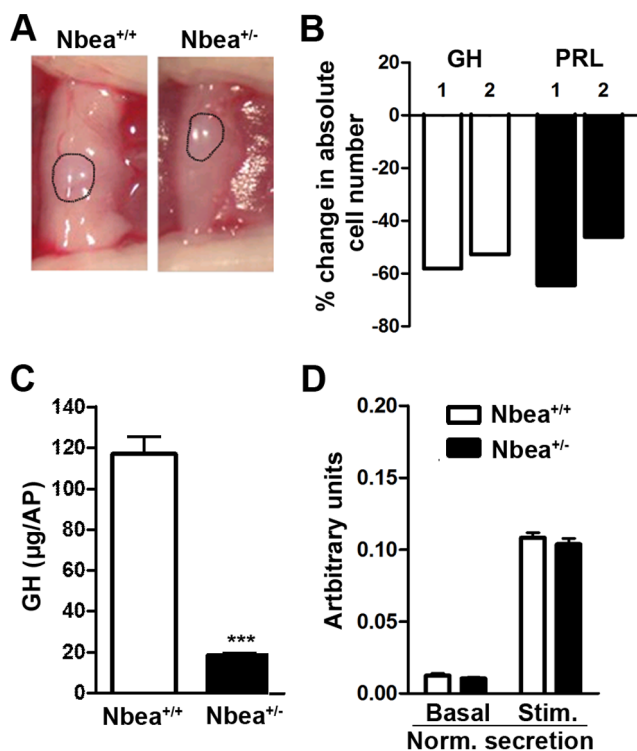 A
Nbea+/+ Nbea+/-
B
GH PRL
1 2 1 2
20
0
-20
-40
-60
-80
% change in absolute
cell number
C
140
120
100
80
60
40
20
0
GH (µg/AP)
***
Nbea+/+ Nbea+/-
D
Nbea+/+
Nbea+/-
0.20
0.15
0.10
0.05
0.00
Artbitrary units
Basal Stim.
Norm. secretion